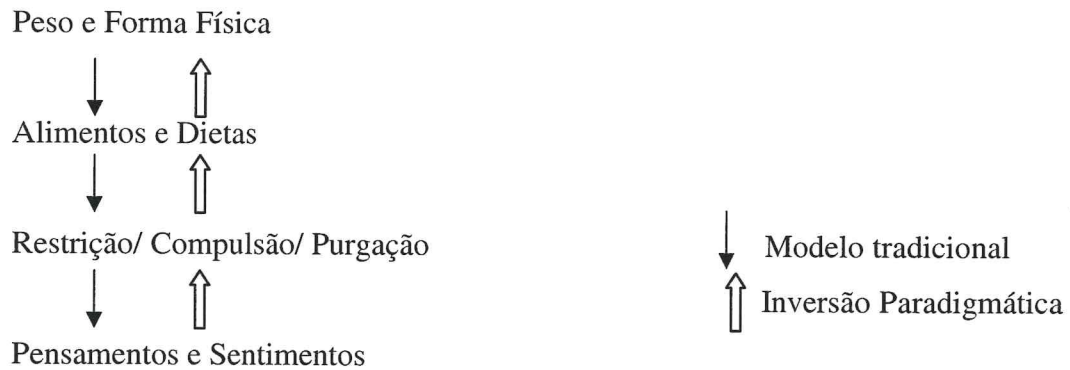 Peso e Forma Física
Alimentos e Dietas
Restrição/ Compulsão/ Purgação
Modelo tradicional
Inversão Paradigmática
Pensamentos e Sentimentos